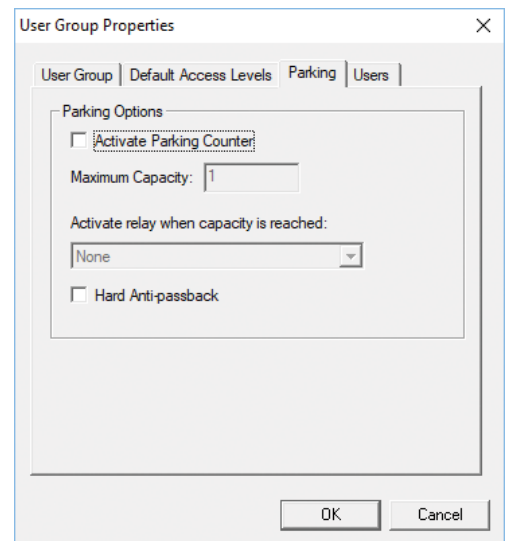 User Group Properties
User Group Default Access Levels Parking Users
Parking Options
Activate Parking Counter
Maximum Capacity: 1
Activate relay when capacity is reached:
None
Hard Anti-passback
OK Cancel